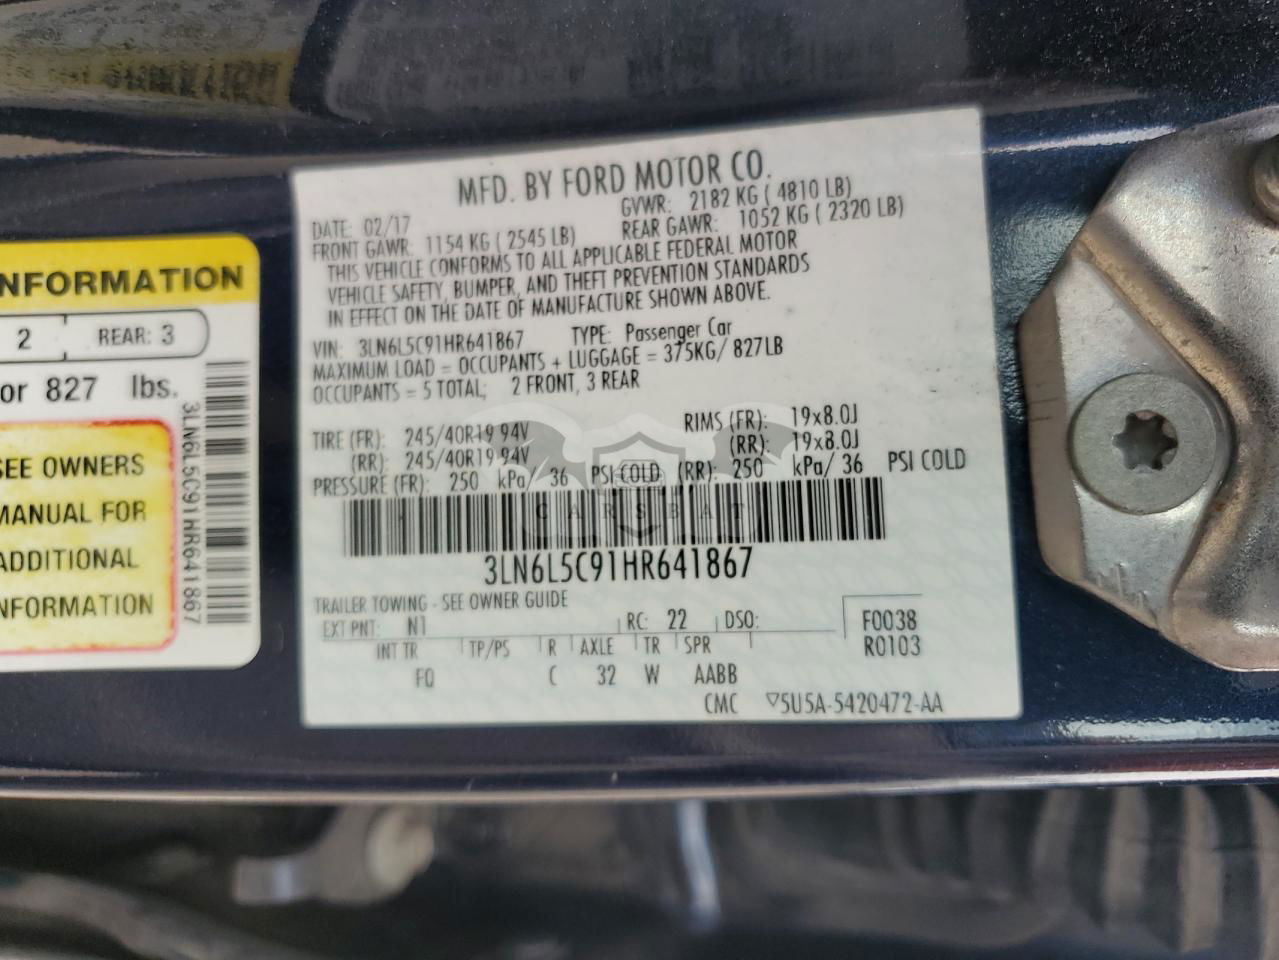 MFD. BY FORD MOTOR CO.
DATE: 02/17 GVWR: 2182 KG ( 4810 LB)
FRONT GAWR: 1154 KG ( 2545 LB) REAR GAWR: 1052 KG ( 2320 LB)
THIS VEHICLE CONFORMS TO ALL APPLICABLE FEDERAL MOTOR
VEHICLE SAFETY, BUMPER, AND THEFT PREVENTION STANDARDS
IN EFFECT ON THE DATE OF MANUFACTURE SHOWN ABOVE.
VIN: 3LN6L5C91HR641867 TYPE: Passenger Car
MAXIMUM LOAD = OCCUPANTS + LUGGAGE = 375KG/ 827LB
OCCUPANTS = 5 TOTAL; 2 FRONT, 3 REAR
TIRE (FR): 245/40R19 94V RIMS (FR): 19x8.0J
(RR): 245/40R19 94V (RR): 19x8.0J
PRESSURE (FR): 250 kPa/ 36 PSI COLD (RR): 250 kPa/ 36 PSI COLD
CARSBAT
3LN6L5C91HR641867
TRAILER TOWING - SEE OWNER GUIDE
EXT PNT: N1 RC: 22 DSO: F0038
INT TR TP/PS R AXLE TR SPR R0103
FQ C 32 W AABB
CMC ▽5U5A-5420472-AA
NFORMATION
2 REAR: 3
or 827 lbs.
SEE OWNERS
MANUAL FOR
ADDITIONAL
NFORMATION
3LN6L5C91HR641867